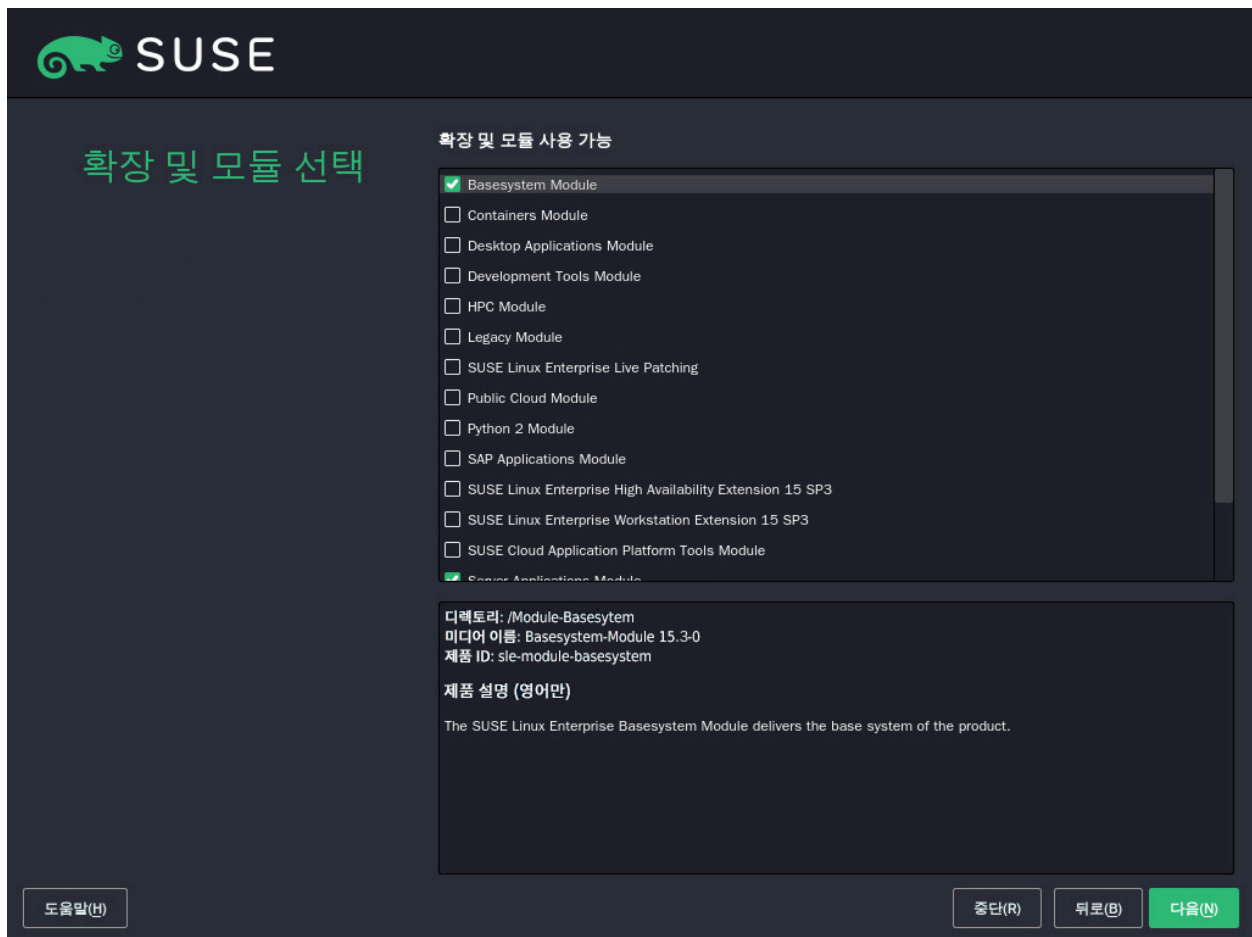 SUSE
확장 및 모듈 선택
확장 및 모듈 사용 가능
Basesystem Module
Containers Module
Desktop Applications Module
Development Tools Module
HPC Module
Legacy Module
SUSE Linux Enterprise Live Patching
Public Cloud Module
Python 2 Module
SAP Applications Module
SUSE Linux Enterprise High Availability Extension 15 SP3
SUSE Linux Enterprise Workstation Extension 15 SP3
SUSE Cloud Application Platform Tools Module
Server Applications Module
디렉토리: /Module-Basesytem
미디어 이름: Basesystem-Module 15.3-0
제품 ID: sle-module-basesystem
제품 설명 (영어만)
The SUSE Linux Enterprise Basesystem Module delivers the base system of the product.
도움말(H)
중단(R)
뒤로(B)
다음(N)